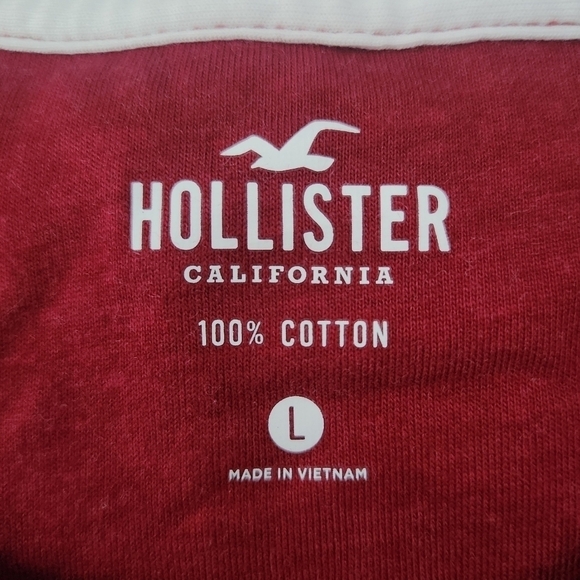 HOLLISTER
CALIFORNIA
100% COTTON
L
MADE IN VIETNAM